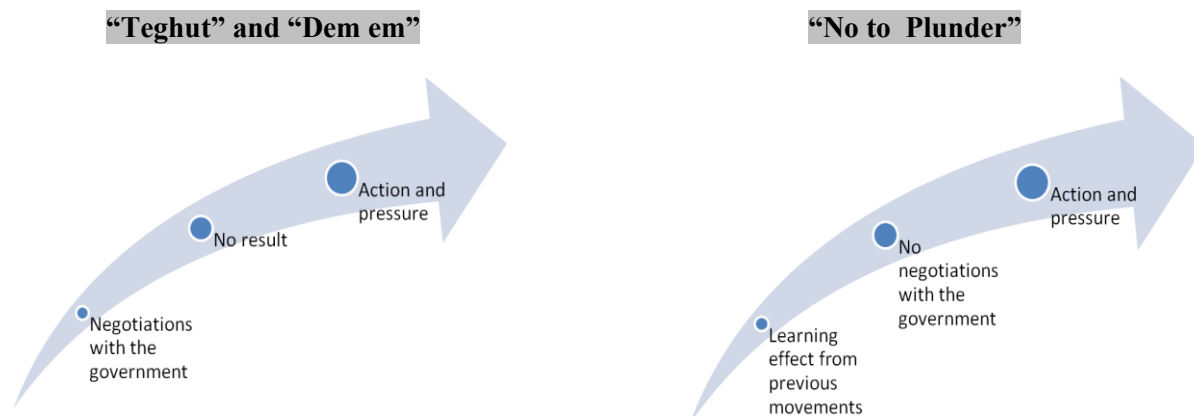 “Teghut” and “Dem em”
Negotiations
with the
government
No result
Action and
pressure
“No to Plunder”
Learning
effect from
previous
movements
No
negotiations
with the
government
Action and
pressure